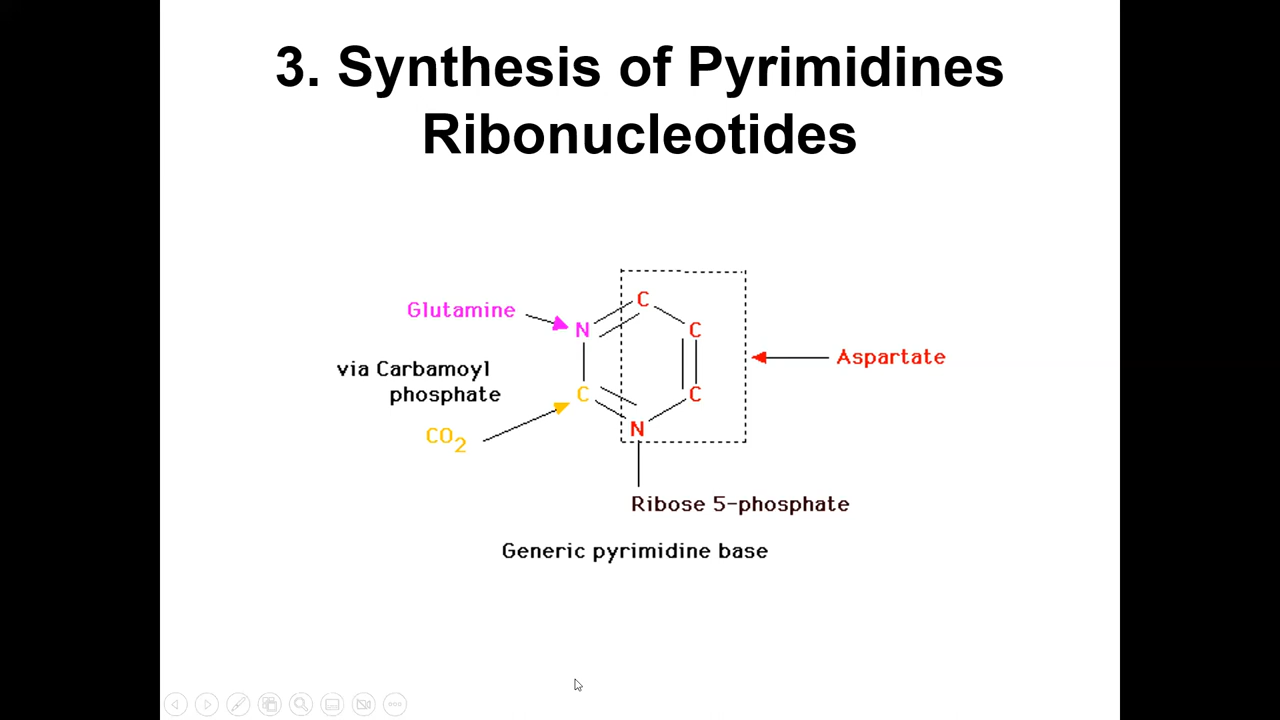 3. Synthesis of Pyrimidines
Ribonucleotides
Glutamine
N
C
C
via Carbamoyl
phosphate
C
C
Aspartate
CO₂
N
Ribose 5-phosphate
Generic pyrimidine base